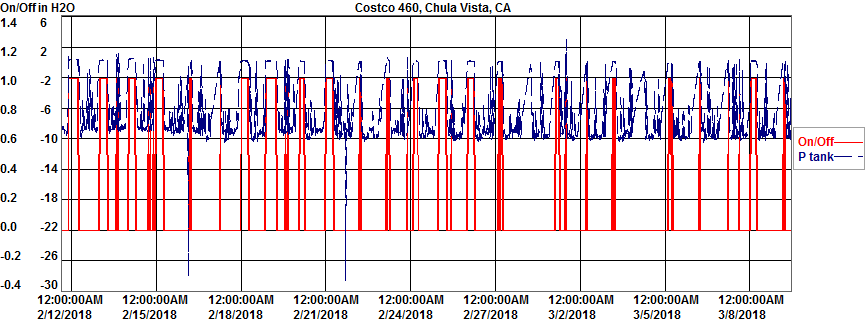 On/Off in H2O Costco 460, Chula Vista, CA
1.4 6
1.2 2
1.0 -2
0.8 -6
0.6 -10
0.4 -14
0.2 -18
0.0 -22
-0.2 -26
-0.4 -30
On/Off
P tank
12:00:00AM 12:00:00AM 12:00:00AM 12:00:00AM 12:00:00AM 12:00:00AM 12:00:00AM 12:00:00AM 12:00:00AM
2/12/2018 2/15/2018 2/18/2018 2/21/2018 2/24/2018 2/27/2018 3/2/2018 3/5/2018 3/8/2018